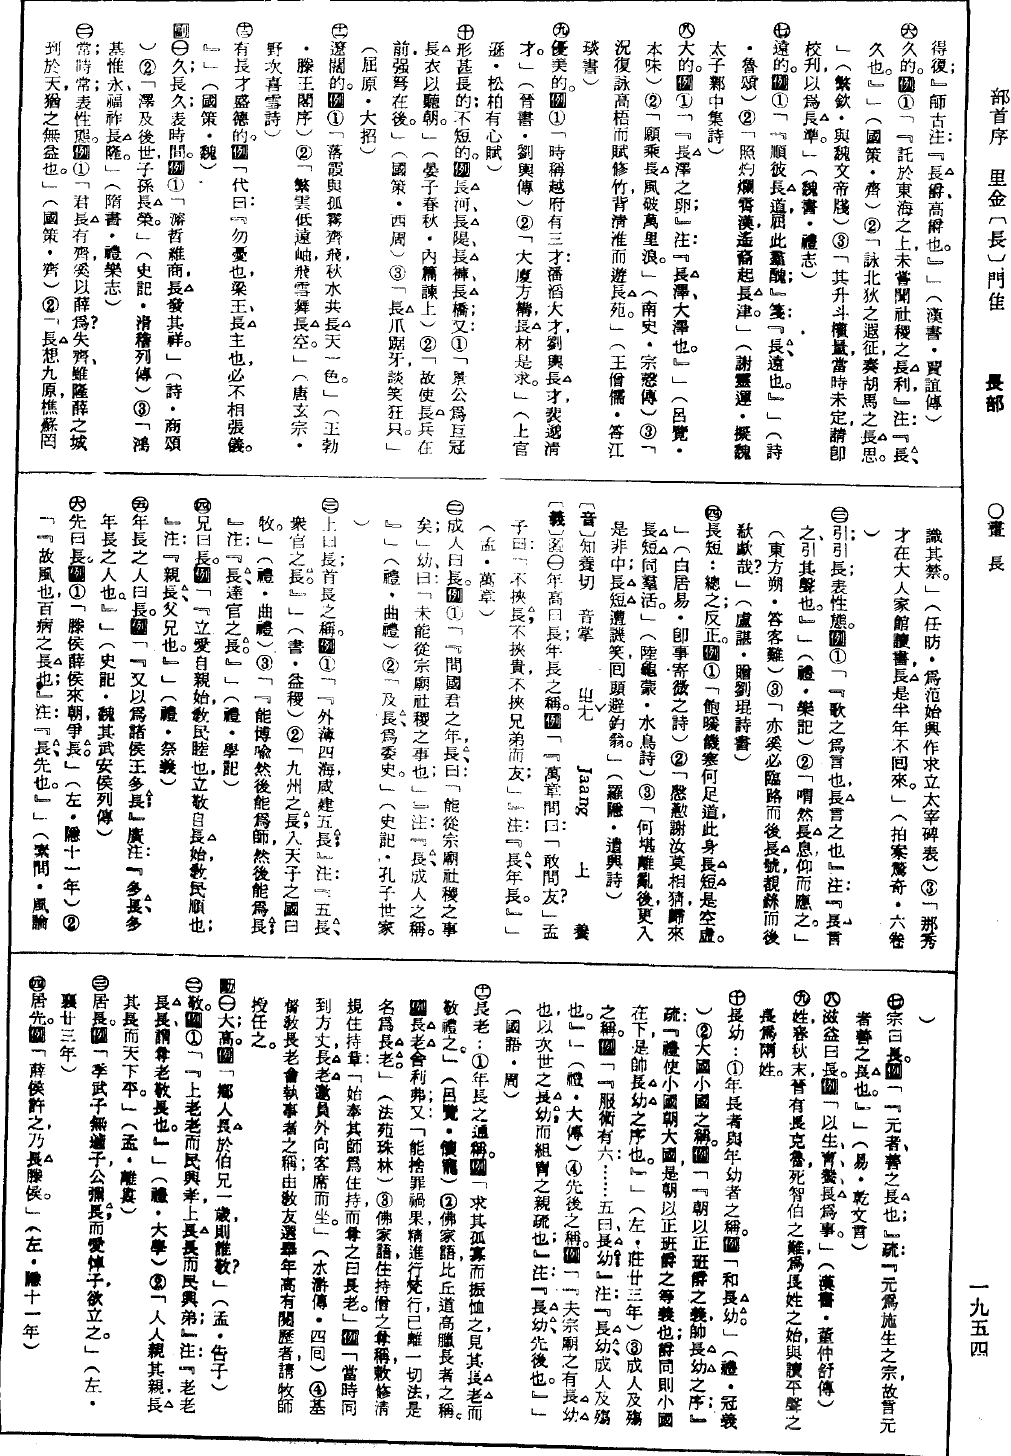 部首序　里金〔長〕門隹　　長部　　　○鼜　長　　　一九五四
得復』師古注：『長爵高爵也。』」（漢書・賈誼傳）
㊅久的。例①「『託於東海之上未嘗聞社稷之長利』注：『長、
久也。』」（國策・齊）②「詠北狄之遐征奏胡馬之長思。
」（繁欽・與魏文帝牋）③「其升斗權量當時未定請卽
校刊以爲長準。」（魏書・禮志）
㊆遠的。例①「『順彼長道屈此羣醜』箋：『長、遠也。』」（詩
・魯頌）②「照灼爛霄漢遙裔起長津」（謝靈運・擬魏
太子鄴中集詩）
㊇大的。例①「『長澤之卵』注：『長澤、大澤也。』」（呂覽・
本味）②「願乘長風破萬里浪。」（南史・宗愨傳）③「
況復詠高梧而賦修竹，背清淮而遊長苑。」（王僧孺・答江
琰書）
㊈優美的。例①「時稱越府有三才：潘滔大才，劉輿長才，裴邈清
才。」（晉書・劉輿傳）②「大廈方構，長材是求。」（上官
遜・松柏有心賦）
㊉形甚長的；不短的。例長河、長隄、長褲、長橋；又：①「景公爲巨冠
長衣以聽朝。」（晏子春秋・內篇諫上）②「故使長兵在
前，强弩在後。」（國策・西周）③「長爪踞牙，談笑狂只。」
（屈原・大招）
遼闊的。例①「落霞與孤鶩齊飛，秋水共長天一色。」（王勃
・滕王閣序）②「繁雲低遠岫，飛雪舞長空。」（唐玄宗・
野次喜雪詩）
有長才盛德的。例「代曰：『勿憂也，梁王，長主也，必不相張儀。
』」（國策・魏）
副㊀久長；久表時間。例①「濬哲維商，長發其祥。」（詩・商頌
）②「澤及後世，子孫長榮。」（史記・滑稽列傳）③「鴻
基惟永，福祚長隆。」（隋書・禮樂志）
㊁常時；常，表性態。例①「君長有齊，奚以薛爲？失齊，雖隆薛之城
到於天，猶之無益也。」（國策・齊）②「長想九原，樵蘇罔
識其禁。」（任昉・爲范始興作求立太宰碑表）③「那秀
才在大人家館讀書，長是半年不回來。」（拍案驚奇・六卷
）
㊂引；引長，表性態。例①「『歌之爲言也，長言之也』注：『長言
之，引其聲也。』」（禮・樂記）②「喟然長息，仰而應之。」
（東方朔・答客難）③「亦奚必臨路而後長號，覩絲而後
歔欷哉？」（盧諶・贈劉琨詩書）
㊃長短：總之；反正。例①「飽暖饑寒何足道，此身長短是空虛。
」（白居易・卽事寄微之詩）②「慇懃謝汝莫相猜，歸來
長短同羣活。」（陸龜蒙・水鳥詩）③「何堪離亂後更入
是非中，長短遭譏笑，回頭避釣翁。」（羅隱・遣興詩）
〔音〕知養切　音掌　ㄓㄤˇ　Jaang　上　養
〔義〕名㊀年高曰長；年長之稱。例「『萬章問曰：「敢問友？」孟
子曰：「不挾長，不挾貴，不挾兄弟而友」』注：『長，年長。』」
（孟・萬章）
㊁成人曰長。例①「『問國君之年，長，曰：「能從宗廟社稷之事
矣」幼，曰：「未能從宗廟社稷之事也」』注：『長，成人之稱。
』」（禮・曲禮）②「及長，爲委史。」（史記・孔子世家
）
㊂上曰長；首長之稱。例①「『外薄四海，咸建五長』注：『五長，
衆官之長。』」（書・益稷）②「九州之長，入天子之國曰
牧。」（禮・曲禮）③「『能博喩然後能爲師，然後能爲長
』注：『長，達官之長。』」（禮・學記）
㊃兄曰長。例「『立愛自親始，敎民睦也；立敬自長始，敎民順也
』注：『親長，父兄也。』」（禮・祭義）
㊄年長之人曰長。例「『又以爲諸侯王多長』廣注：『多長，多
年長之人也。』」（史記・魏其武安侯列傳）
㊅先曰長。例①「滕侯薛侯來朝，爭長。」（左・隱十一年）②
「『故風也，百病之長也』注：『長，先也。』」（素問・風論
）
㊆宗曰長。例「『元者，善之長也』疏：『元爲施生之宗，故言元
者善之長也。』」（易・乾文言）
㊇滋益曰長。例「以生育養長爲事。」（漢書・董仲舒傳）
㊈姓。春秋末晉有長克魯死智伯之難，爲長姓之始，與讀平聲之
長爲兩姓。
㊉長幼：①年長者與年幼者之稱。例「和長幼。」（禮・冠義
）②大國小國之稱。例「『朝以正班爵之義，帥長幼之序』
疏：『禮使小國朝大國，是朝以正班爵之等義也，爵同則小國
在下，是帥長幼之序也。』」（左・莊廿三年）③成人及殤
之稱。例「『服術有六……五曰長幼』注：『長幼，成人及殤
也。』」（禮・大傳）④先後之稱。例「『夫宗廟之有長幼
也，以次世之長幼而組胄之親疏也』注：『長幼，先後也。』」
（國語・周）
長老：①年長之通稱。例「求其孤寡而振恤之，見其長老而
敬禮之。」（呂覽・懷寵）②佛家語，比丘道高臘長者之稱。
例長老舍利弗；又：「能捨罪禍果，精進行梵行，已離一切法，是
名爲長老。」（法苑珠林）③佛家語，住持僧之尊稱。敕修淸
規住持章「始奉其師爲住持而尊之曰長老」例「當時同
到方丈長老邀員外向客席而坐。」（水滸傳・四回）④基
督敎長老會執事者之稱；由敎友選舉年高有閱歷者，請牧師
授任之。
動㊀大；高。例「鄕人長於伯兄一歲，則誰敬？」（孟・告子）
㊁敬。例①「『上老老而民興孝，上長長而民興弟』注：『老老
長長，謂尊老敬長也。』」（禮・大學）②「人人親其親，長
其長而天下平。」（孟・離婁）
㊂居長。例「季武子無適子，公彌長，而愛悼子，欲立之。」（左・
襄廿三年）
㊃居先。例「薛侯許之，乃長滕侯。」（左・隱十一年）